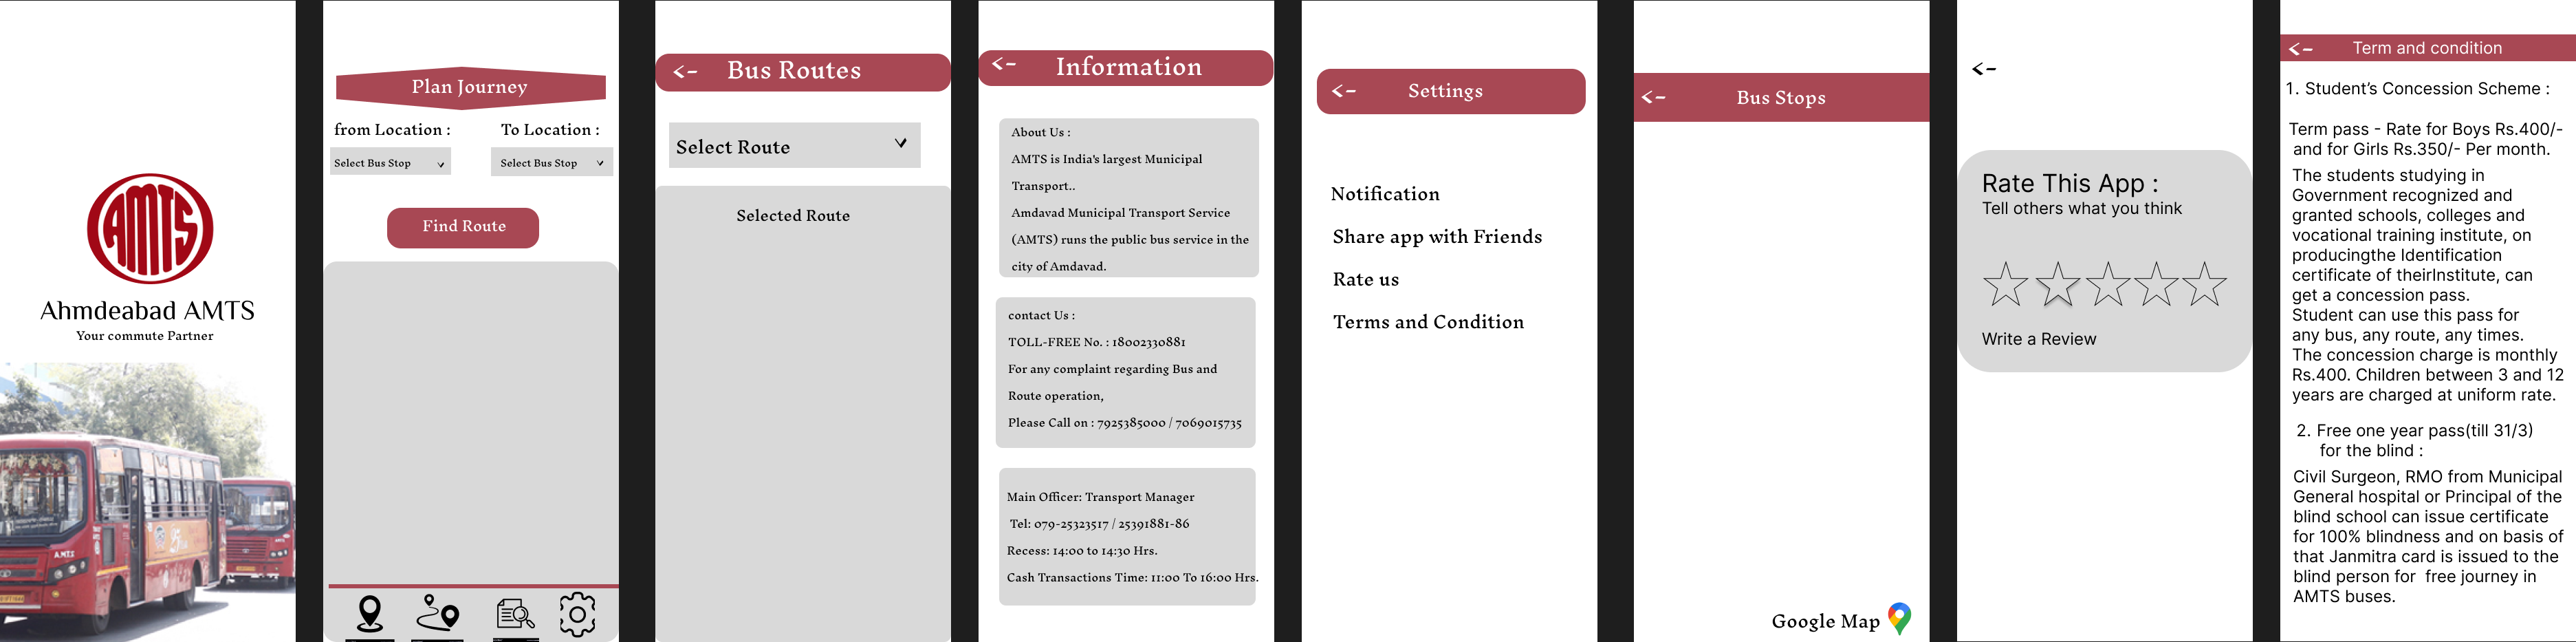 AMTS
Ahmdeabad AMTS
Your commute Partner
A.M.T.S
Plan Journey
from Location :
To Location :
Select Bus Stop
Select Bus Stop
Find Route
<- Bus Routes
Select Route
Selected Route
<- Information
About Us :
AMTS is India's largest Municipal
Transport..
Amdavad Municipal Transport Service
(AMTS) runs the public bus service in the
city of Amdavad.
contact Us :
TOLL-FREE No. : 18002330881
For any complaint regarding Bus and
Route operation,
Please Call on : 7925385000 / 7069015735
Main Officer: Transport Manager
Tel: 079-25323517 / 25391881-86
Recess: 14:00 to 14:30 Hrs.
Cash Transactions Time: 11:00 To 16:00 Hrs.
<- Settings
Notification
Share app with Friends
Rate us
Terms and Condition
<- Bus Stops
Google Map
<-
Rate This App :
Tell others what you think
Write a Review
<- Term and condition
1. Student’s Concession Scheme :
Term pass - Rate for Boys Rs.400/-
and for Girls Rs.350/- Per month.
The students studying in
Government recognized and
granted schools, colleges and
vocational training institute, on
producingthe Identification
certificate of theirInstitute, can
get a concession pass.
Student can use this pass for
any bus, any route, any times.
The concession charge is monthly
Rs.400. Children between 3 and 12
years are charged at uniform rate.
2. Free one year pass(till 31/3)
for the blind :
Civil Surgeon, RMO from Municipal
General hospital or Principal of the
blind school can issue certificate
for 100% blindness and on basis of
that Janmitra card is issued to the
blind person for free journey in
AMTS buses.